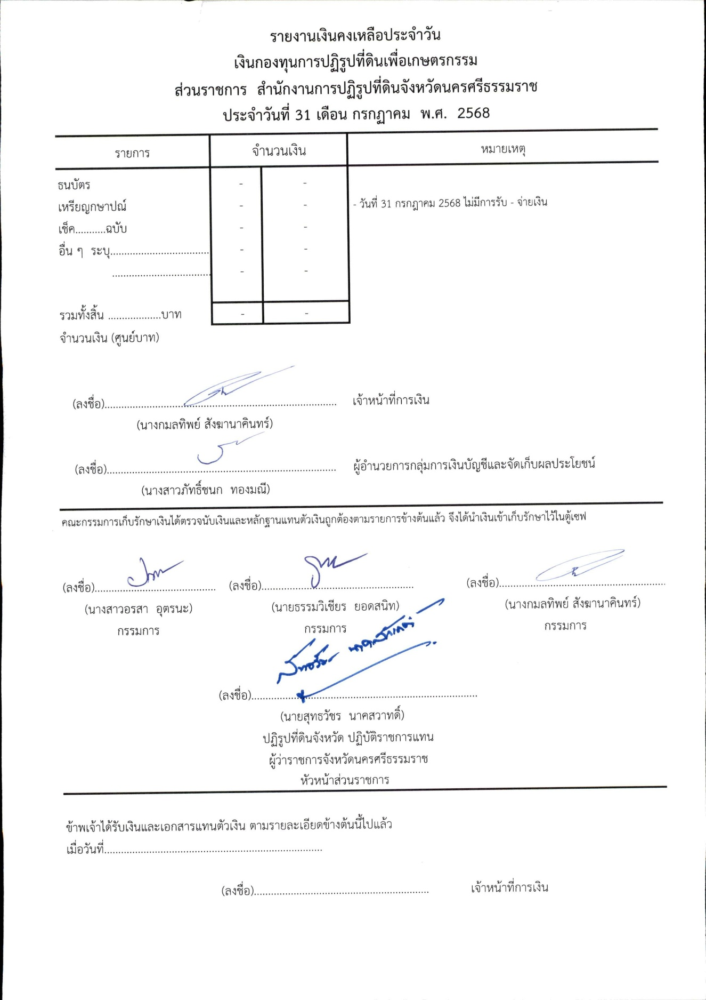 รายงานเงินคงเหลือประจำวัน
เงินกองทุนการปฏิรูปที่ดินเพื่อเกษตรกรรม
ส่วนราชการ สำนักงานการปฏิรูปที่ดินจังหวัดนครศรีธรรมราช
ประจำวันที่ 31 เดือน กรกฎาคม พ.ศ. 2568
รายการ จำนวนเงิน หมายเหตุ
ธนบัตร - -
เหรียญกษาปณ์ - - - วันที่ 31 กรกฎาคม 2568 ไม่มีการรับ - จ่ายเงิน
เช็ค...........ฉบับ - -
อื่น ๆ ระบุ................................... - -
................................... - -
รวมทั้งสิ้น ...................บาท - -
จำนวนเงิน (ศูนย์บาท)
(ลงชื่อ)................................................................................... เจ้าหน้าที่การเงิน
(นางกมลทิพย์ สังฆานาคินทร์)
(ลงชื่อ)................................................................................... ผู้อำนวยการกลุ่มการเงินบัญชีและจัดเก็บผลประโยชน์
(นางสาวภัทธิ์ชนก ทองมณี)
คณะกรรมการเก็บรักษาเงินได้ตรวจนับเงินและหลักฐานแทนตัวเงินถูกต้องตามรายการข้างต้นแล้ว จึงได้นำเงินเข้าเก็บรักษาไว้ในตู้เซฟ
(ลงชื่อ)........................................... (ลงชื่อ)...................................................... (ลงชื่อ)............................................................
(นางสาวอรสา อุตรนะ) (นายธรรมวิเชียร ยอดสนิท) (นางกมลทิพย์ สังฆานาคินทร์)
กรรมการ กรรมการ กรรมการ
(ลงชื่อ)................................................................................
(นายสุทธวัชร นาคสวาทดิ์)
ปฏิรูปที่ดินจังหวัด ปฏิบัติราชการแทน
ผู้ว่าราชการจังหวัดนครศรีธรรมราช
หัวหน้าส่วนราชการ
ข้าพเจ้าได้รับเงินและเอกสารแทนตัวเงิน ตามรายละเอียดข้างต้นนี้ไปแล้ว
เมื่อวันที่..............................................................................
(ลงชื่อ)............................................................... เจ้าหน้าที่การเงิน